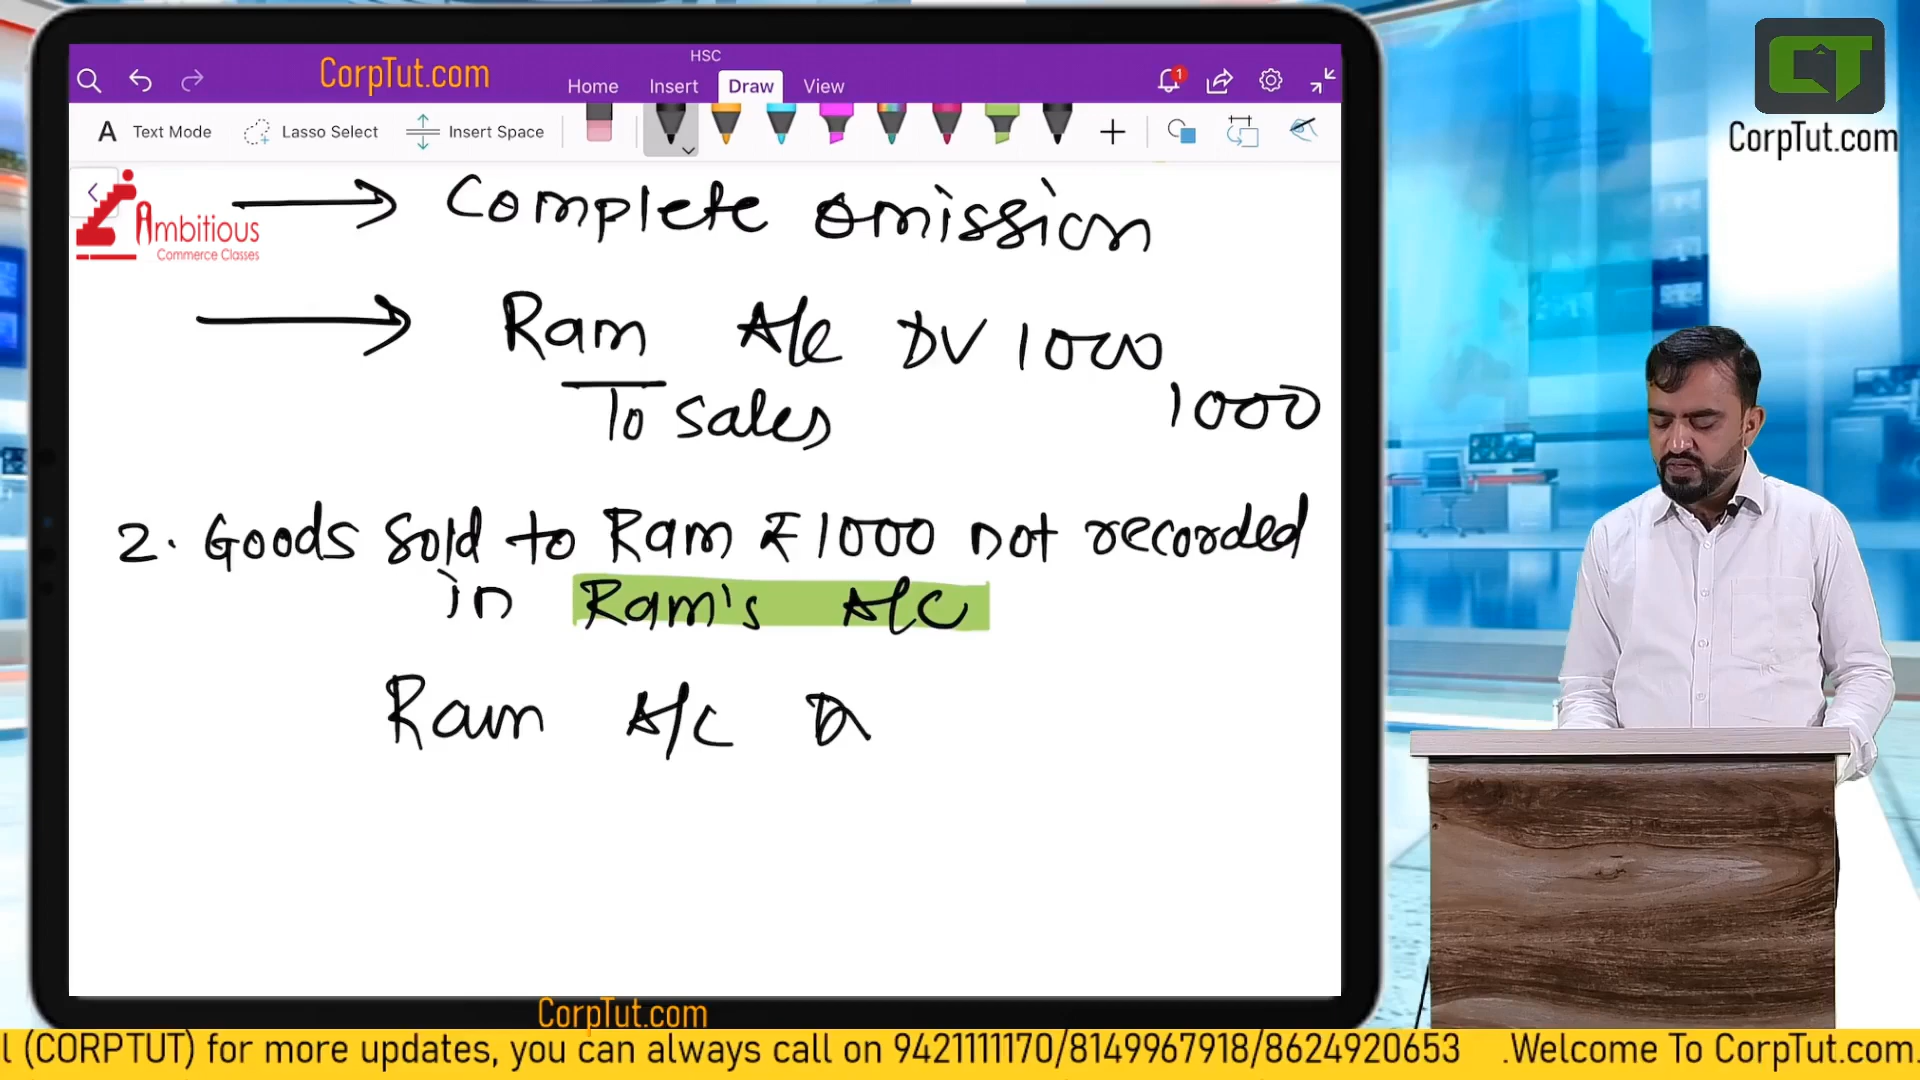 HSC
CorpTut.com
Home Insert Draw View
1
CT
CorpTut.com
A Text Mode Lasso Select Insert Space
Ambitious
Commerce Classes
Complete omission
Ram A/c Dr 1000
To sales 1000
2. Goods sold to Ram ₹ 1000 not recorded
in Ram's A/C
Ram A/C D
CorpTut.com
l (CORPTUT) for more updates, you can always call on 9421111170/8149967918/8624920653 .Welcome To CorpTut.com.